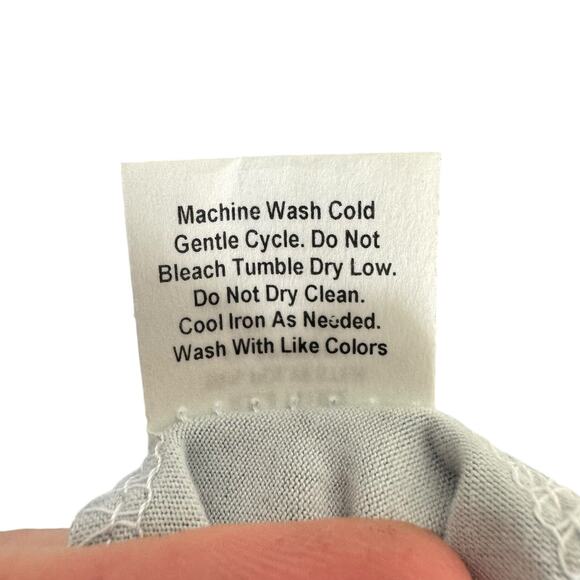 Machine Wash Cold
Gentle Cycle. Do Not
Bleach Tumble Dry Low.
Do Not Dry Clean.
Cool Iron As Needed.
Wash With Like Colors